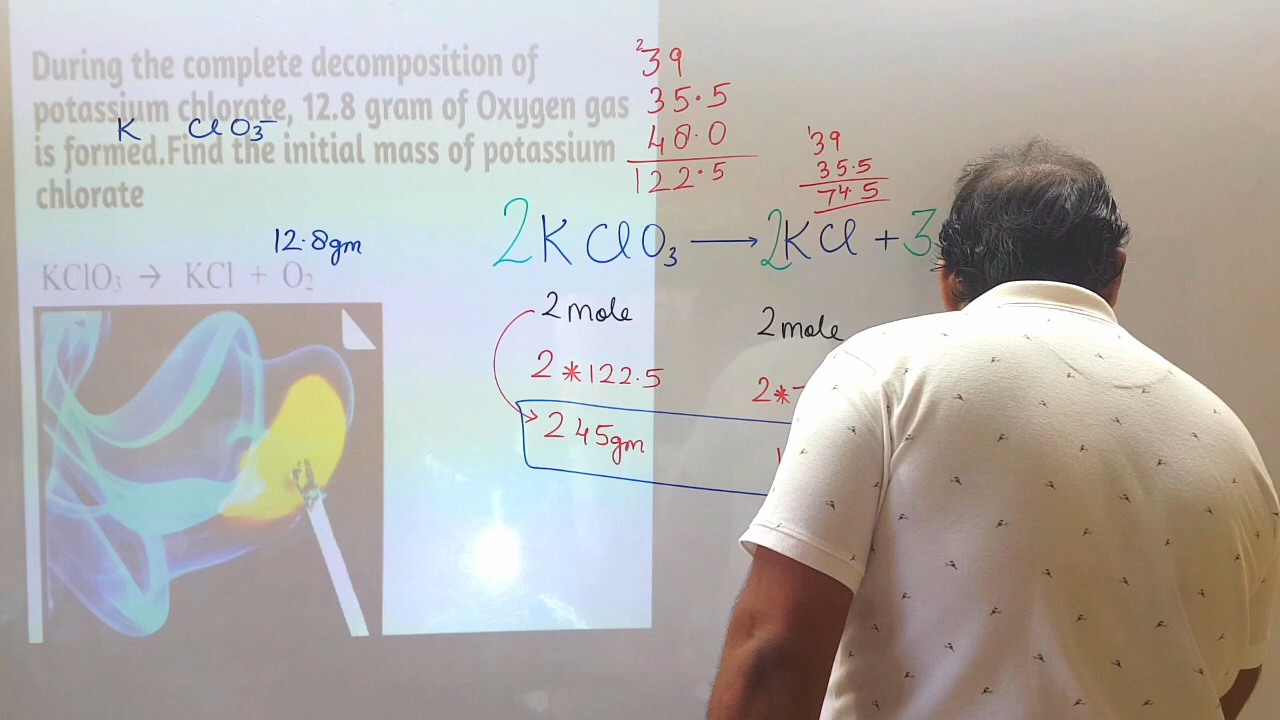 During the complete decomposition of
potassium chlorate, 12.8 gram of Oxygen gas
is formed.Find the initial mass of potassium
chlorate
K ClO3-
12.8gm
KClO₃ → KCl + O₂
²39
35.5
48.0
122.5
¹39
35.5
74.5
2KClO₃ → 2KCl + 3
2 mole 2 mole
2*122.5 2*
245gm